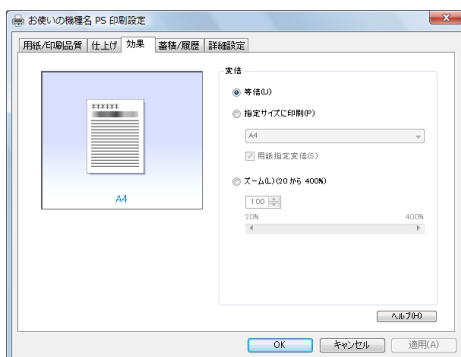 お使いの機種名 PS 印刷設定
用紙/印刷品質 仕上げ 効果 蓄積/履歴 詳細設定
変倍
等倍(U)
指定サイズに印刷(P)
A4
用紙指定変倍(S)
ズーム(L)(20 から 400%)
100
20% 400%
xxxxxx
A4
ヘルプ(H)
OK キャンセル 適用(A)